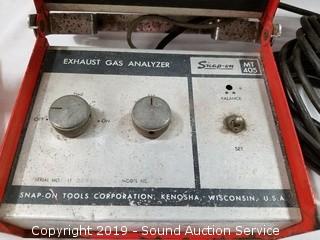 EXHAUST GAS ANALYZER
Snap-on
MT
405
OFF
ON
BALANCE
SET
SERIAL NO.
MODEL NO.
SNAP-ON TOOLS CORPORATION, KENOSHA, WISCONSIN, U.S.A.
Copyright 2019 - Sound Auction Service